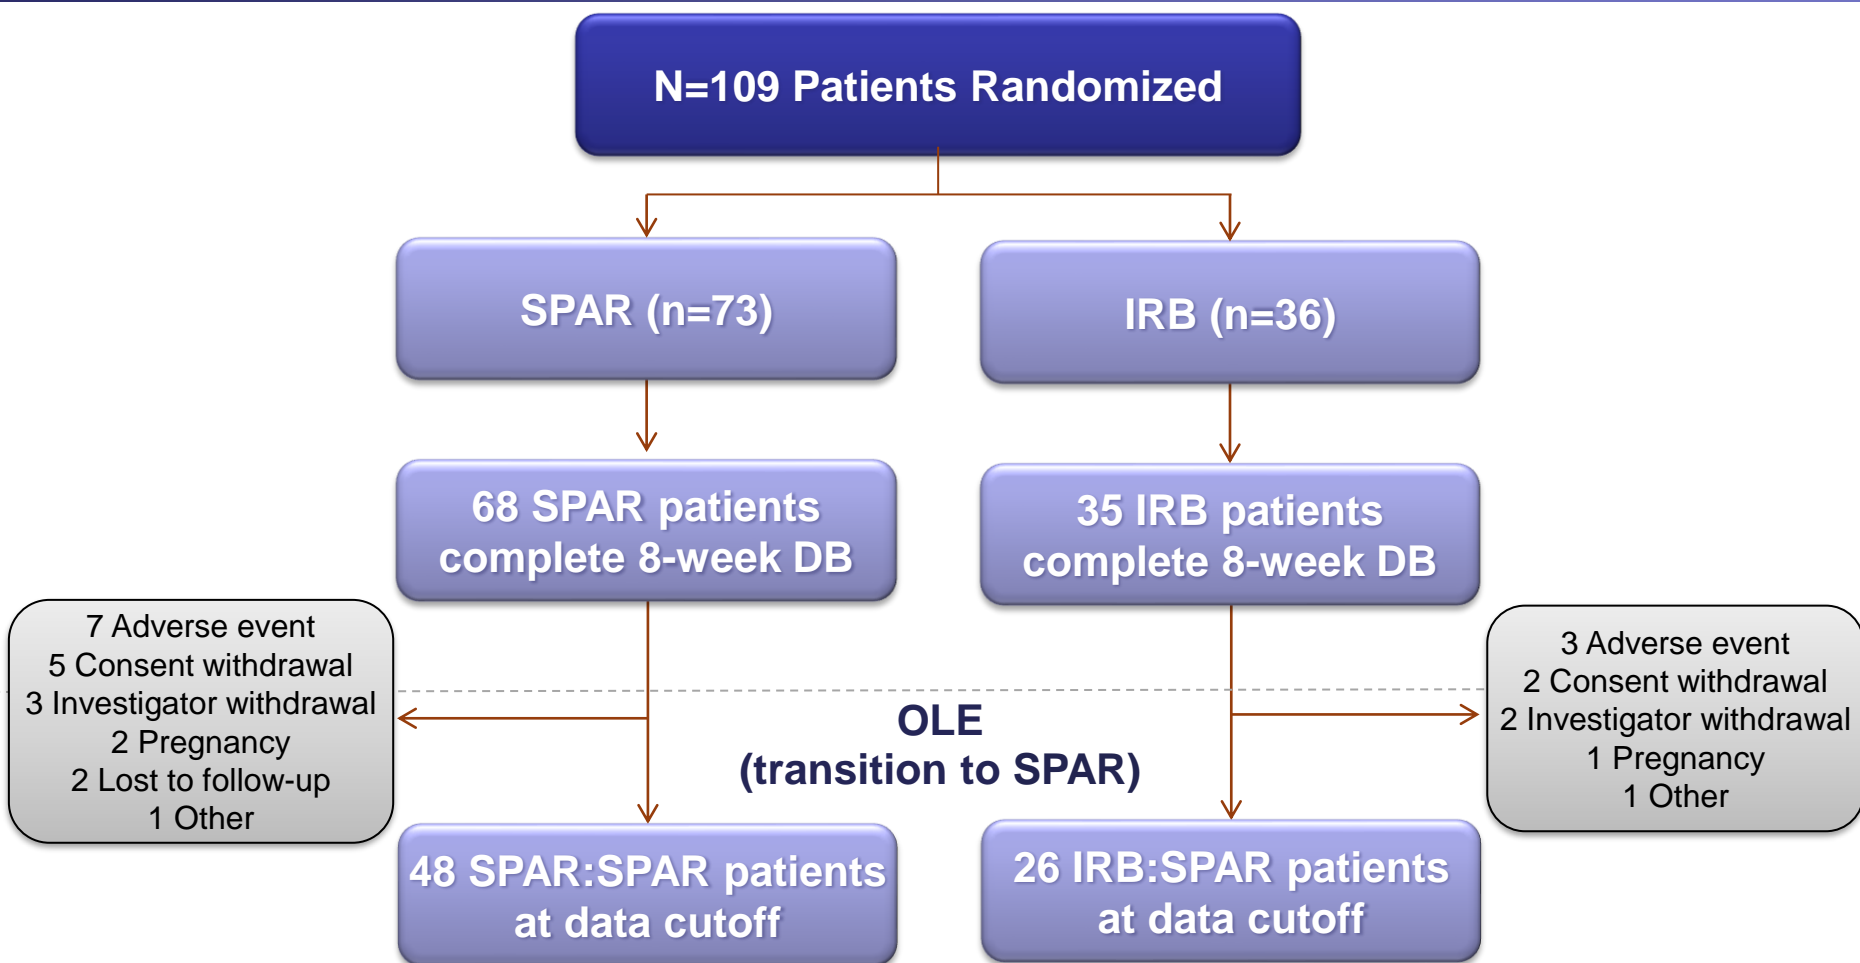 N=109 Patients Randomized
SPAR (n=73)
IRB (n=36)
68 SPAR patients
complete 8-week DB
35 IRB patients
complete 8-week DB
7 Adverse event
5 Consent withdrawal
3 Investigator withdrawal
2 Pregnancy
2 Lost to follow-up
1 Other
OLE
(transition to SPAR)
3 Adverse event
2 Consent withdrawal
2 Investigator withdrawal
1 Pregnancy
1 Other
48 SPAR:SPAR patients
at data cutoff
26 IRB:SPAR patients
at data cutoff